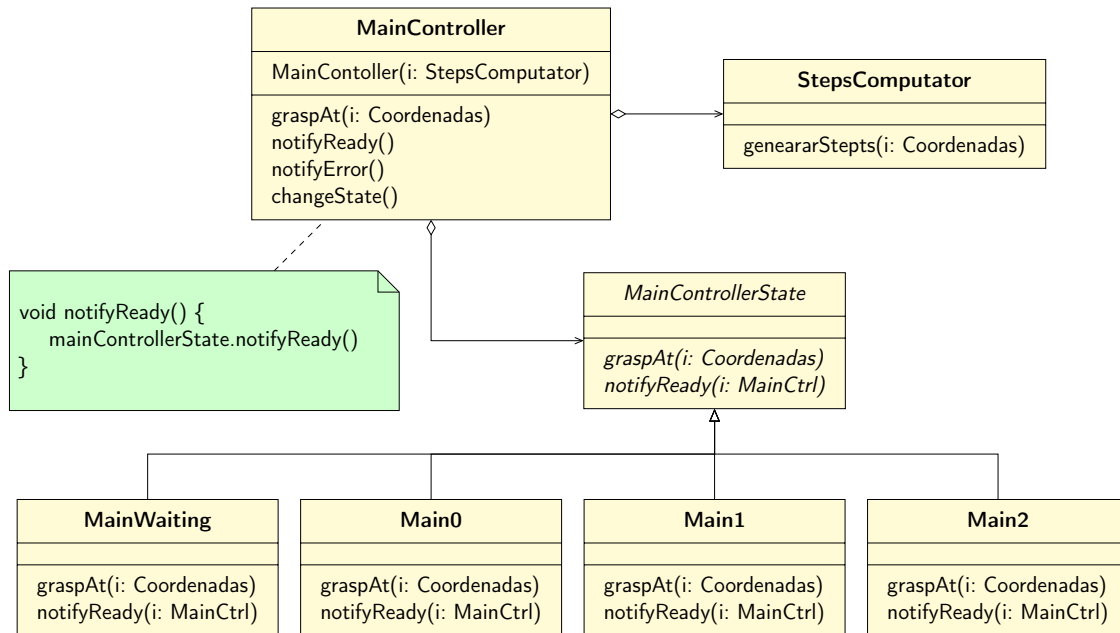 MainController
MainContoller(i: StepsComputator)
graspAt(i: Coordenadas)
notifyReady()
notifyError()
changeState()
StepsComputator
geneararStepts(i: Coordenadas)
void notifyReady() {
mainControllerState.notifyReady()
}
MainControllerState
graspAt(i: Coordenadas)
notifyReady(i: MainCtrl)
MainWaiting
graspAt(i: Coordenadas)
notifyReady(i: MainCtrl)
Main0
graspAt(i: Coordenadas)
notifyReady(i: MainCtrl)
Main1
graspAt(i: Coordenadas)
notifyReady(i: MainCtrl)
Main2
graspAt(i: Coordenadas)
notifyReady(i: MainCtrl)